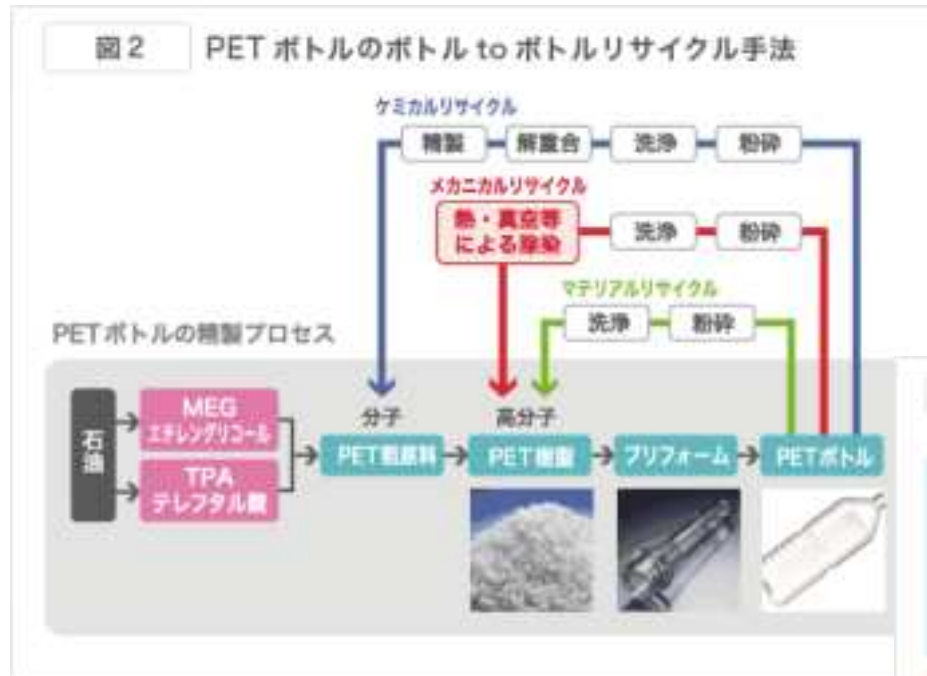 図2
PET ボトルのボトル to ボトルリサイクル手法
ケミカルリサイクル
精製
解重合
洗浄
粉砕
メカニカルリサイクル
熱・真空等
による除染
洗浄
粉砕
マテリアルリサイクル
洗浄
粉砕
PETボトルの精製プロセス
石油
MEG
エチレングリコール
TPA
テレフタル酸
分子
PET粗原料
高分子
PET樹脂
プリフォーム
PETボトル